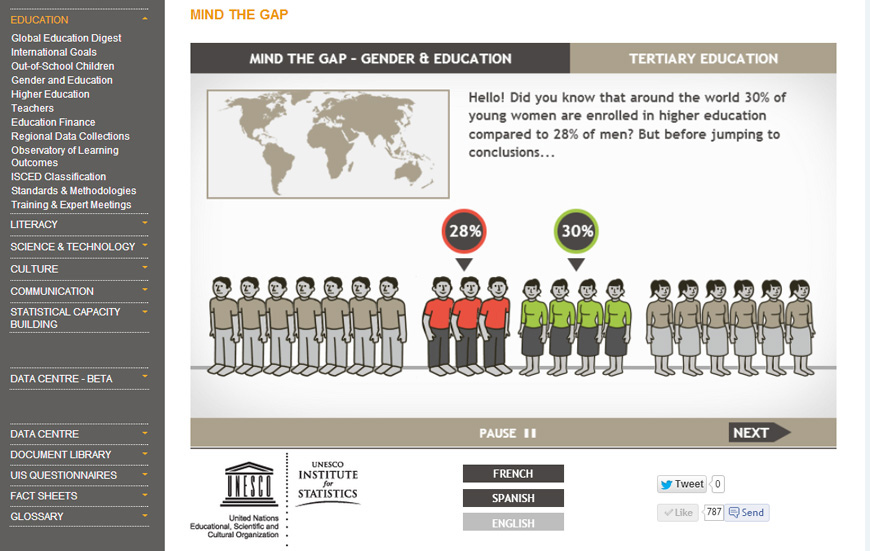 EDUCATION
Global Education Digest
International Goals
Out-of-School Children
Gender and Education
Higher Education
Teachers
Education Finance
Regional Data Collections
Observatory of Learning
Outcomes
ISCED Classification
Standards & Methodologies
Training & Expert Meetings
LITERACY
SCIENCE & TECHNOLOGY
CULTURE
COMMUNICATION
STATISTICAL CAPACITY
BUILDING
DATA CENTRE - BETA
DATA CENTRE
DOCUMENT LIBRARY
UIS QUESTIONNAIRES
FACT SHEETS
GLOSSARY
MIND THE GAP
MIND THE GAP - GENDER & EDUCATION
TERTIARY EDUCATION
Hello! Did you know that around the world 30% of
young women are enrolled in higher education
compared to 28% of men? But before jumping to
conclusions...
28%
30%
PAUSE
NEXT
UNESCO
United Nations
Educational, Scientific and
Cultural Organization
UNESCO
INSTITUTE
for
STATISTICS
FRENCH
SPANISH
ENGLISH
Tweet 0
Like 787 Send